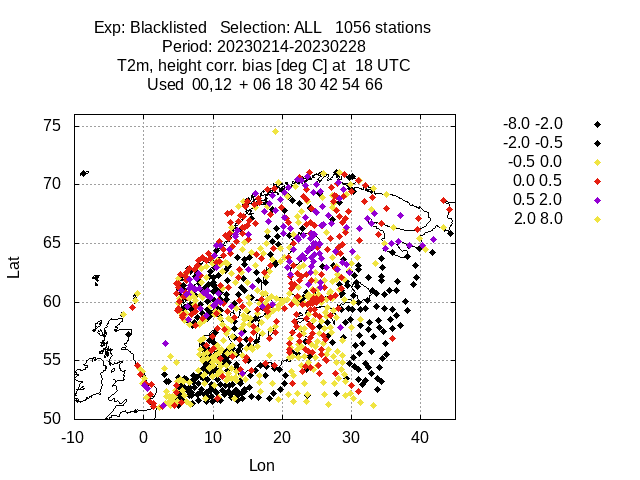 Exp: Blacklisted   Selection: ALL   1056 stations
Period: 20230214-20230228
T2m, height corr. bias [deg C] at  18 UTC
Used  00,12  + 06 18 30 42 54 66
-8.0 -2.0
-2.0 -0.5
-0.5 0.0
0.0 0.5
0.5 2.0
2.0 8.0
75
70
65
60
55
50
Lat
-10 0 10 20 30 40
Lon